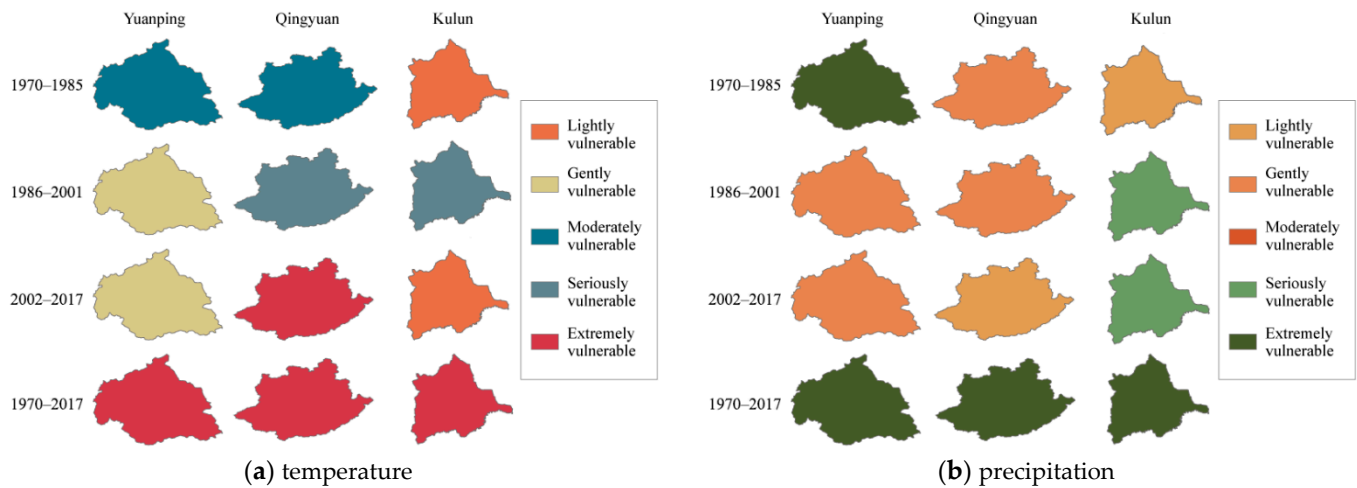 Yuanping Qingyuan Kulun
1970–1985
1986–2001
2002–2017
1970–2017
Lightly
vulnerable
Gently
vulnerable
Moderately
vulnerable
Seriously
vulnerable
Extremely
vulnerable
(a) temperature
Yuanping Qingyuan Kulun
1970–1985
1986–2001
2002–2017
1970–2017
Lightly
vulnerable
Gently
vulnerable
Moderately
vulnerable
Seriously
vulnerable
Extremely
vulnerable
(b) precipitation